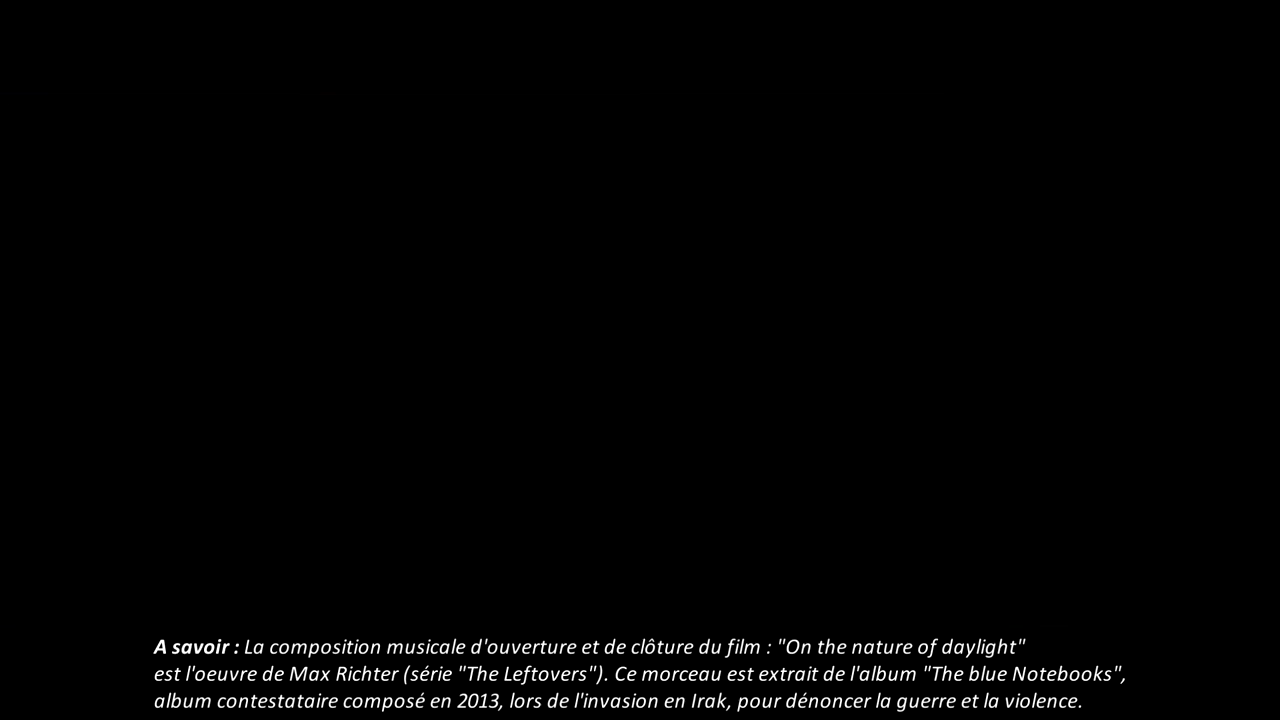 A savoir : La composition musicale d'ouverture et de clôture du film : "On the nature of daylight"
est l'oeuvre de Max Richter (série "The Leftovers"). Ce morceau est extrait de l'album "The blue Notebooks",
album contestataire composé en 2013, lors de l'invasion en Irak, pour dénoncer la guerre et la violence.